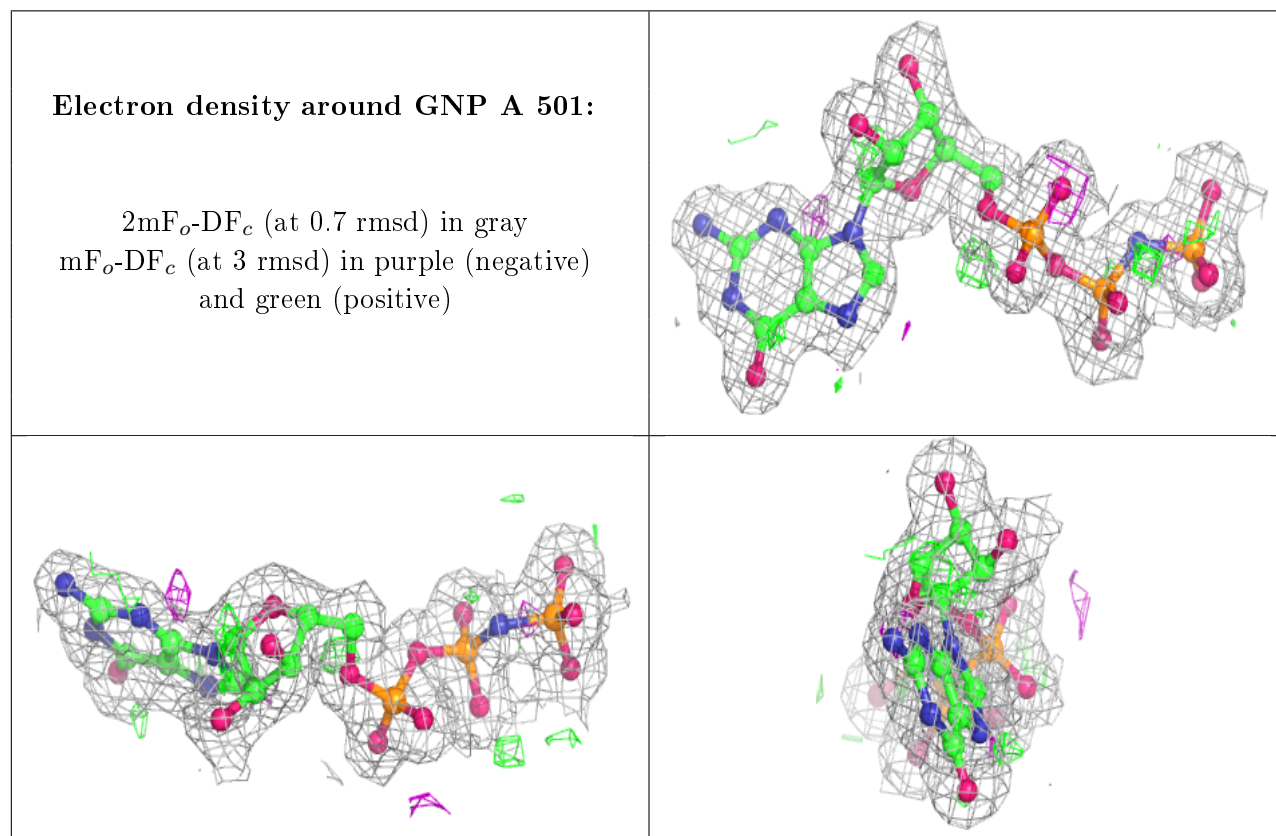 Electron density around GNP A 501:
2mFₒ-DF𝒸 (at 0.7 rmsd) in gray
mFₒ-DF𝒸 (at 3 rmsd) in purple (negative)
and green (positive)